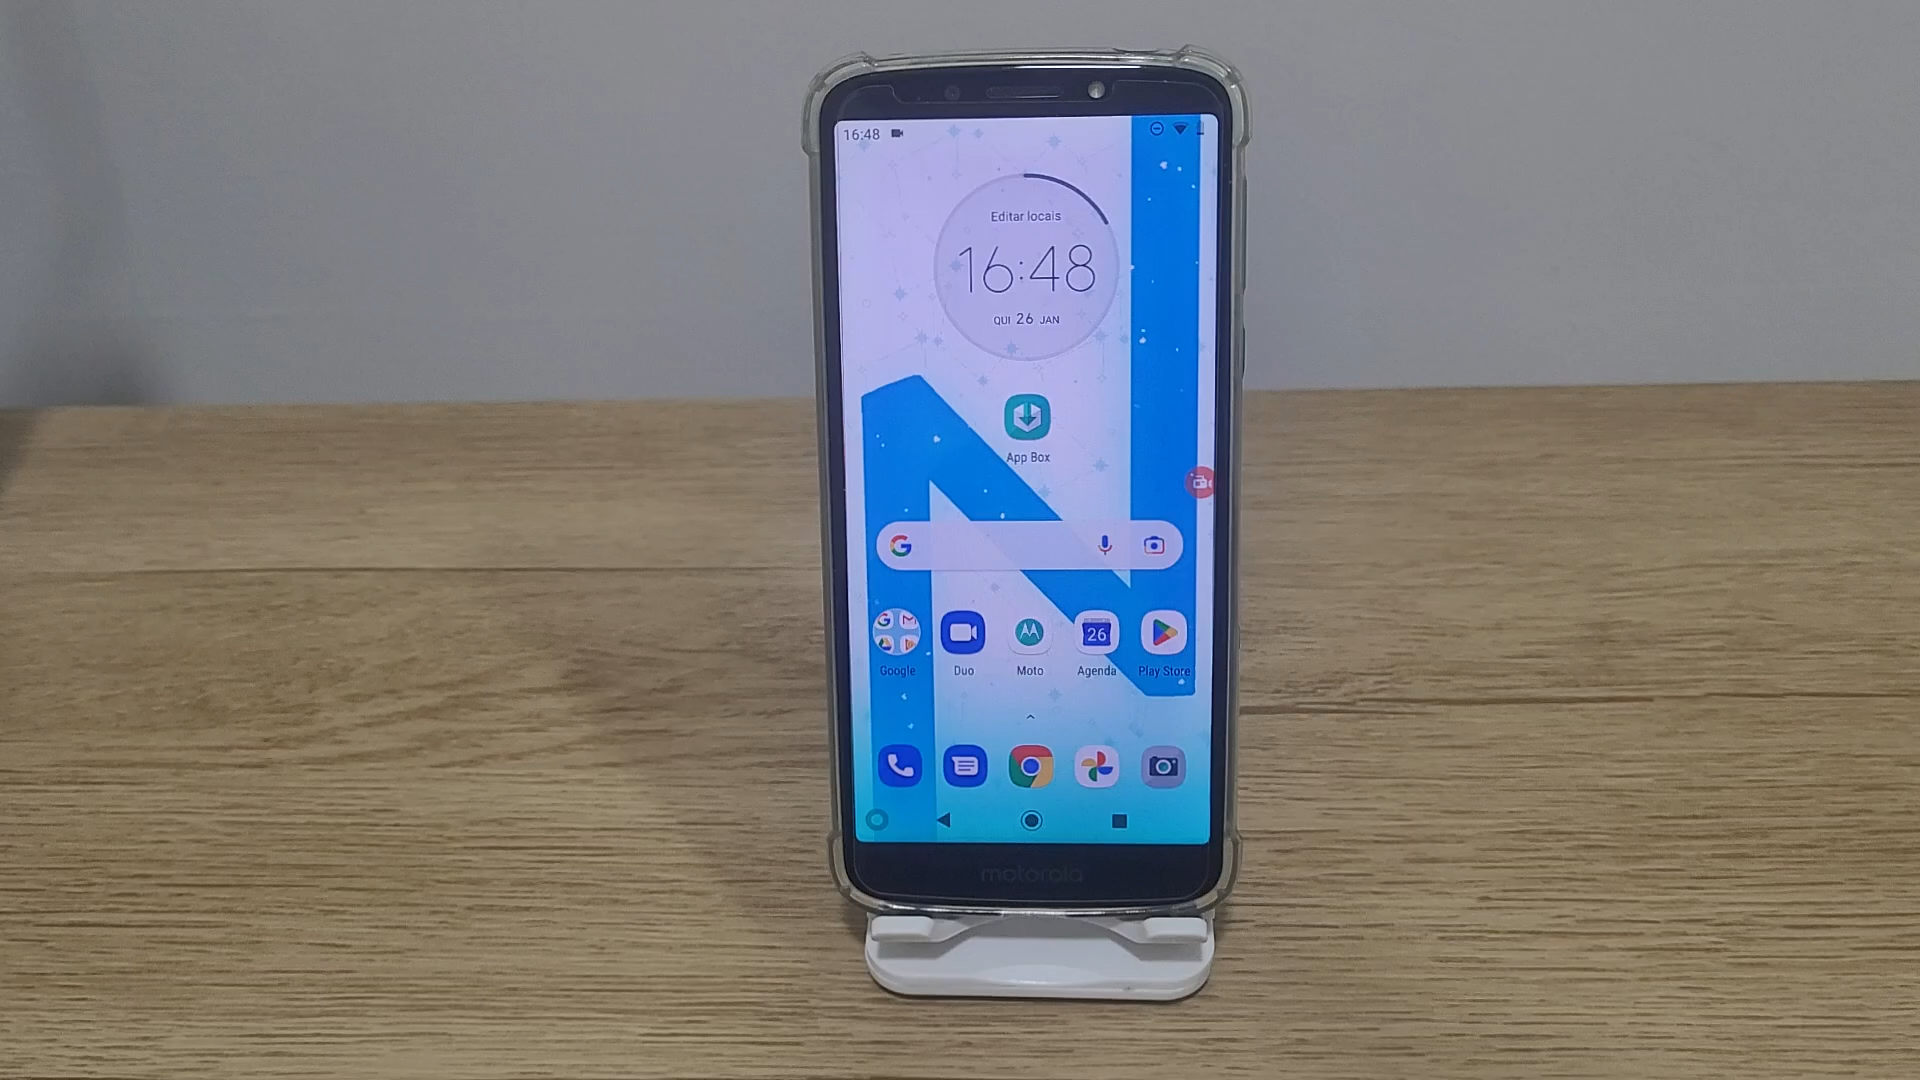 16:48
Editar locais
16:48
QUI 26 JAN
App Box
Google Duo Moto Agenda Play Store
26
motorola